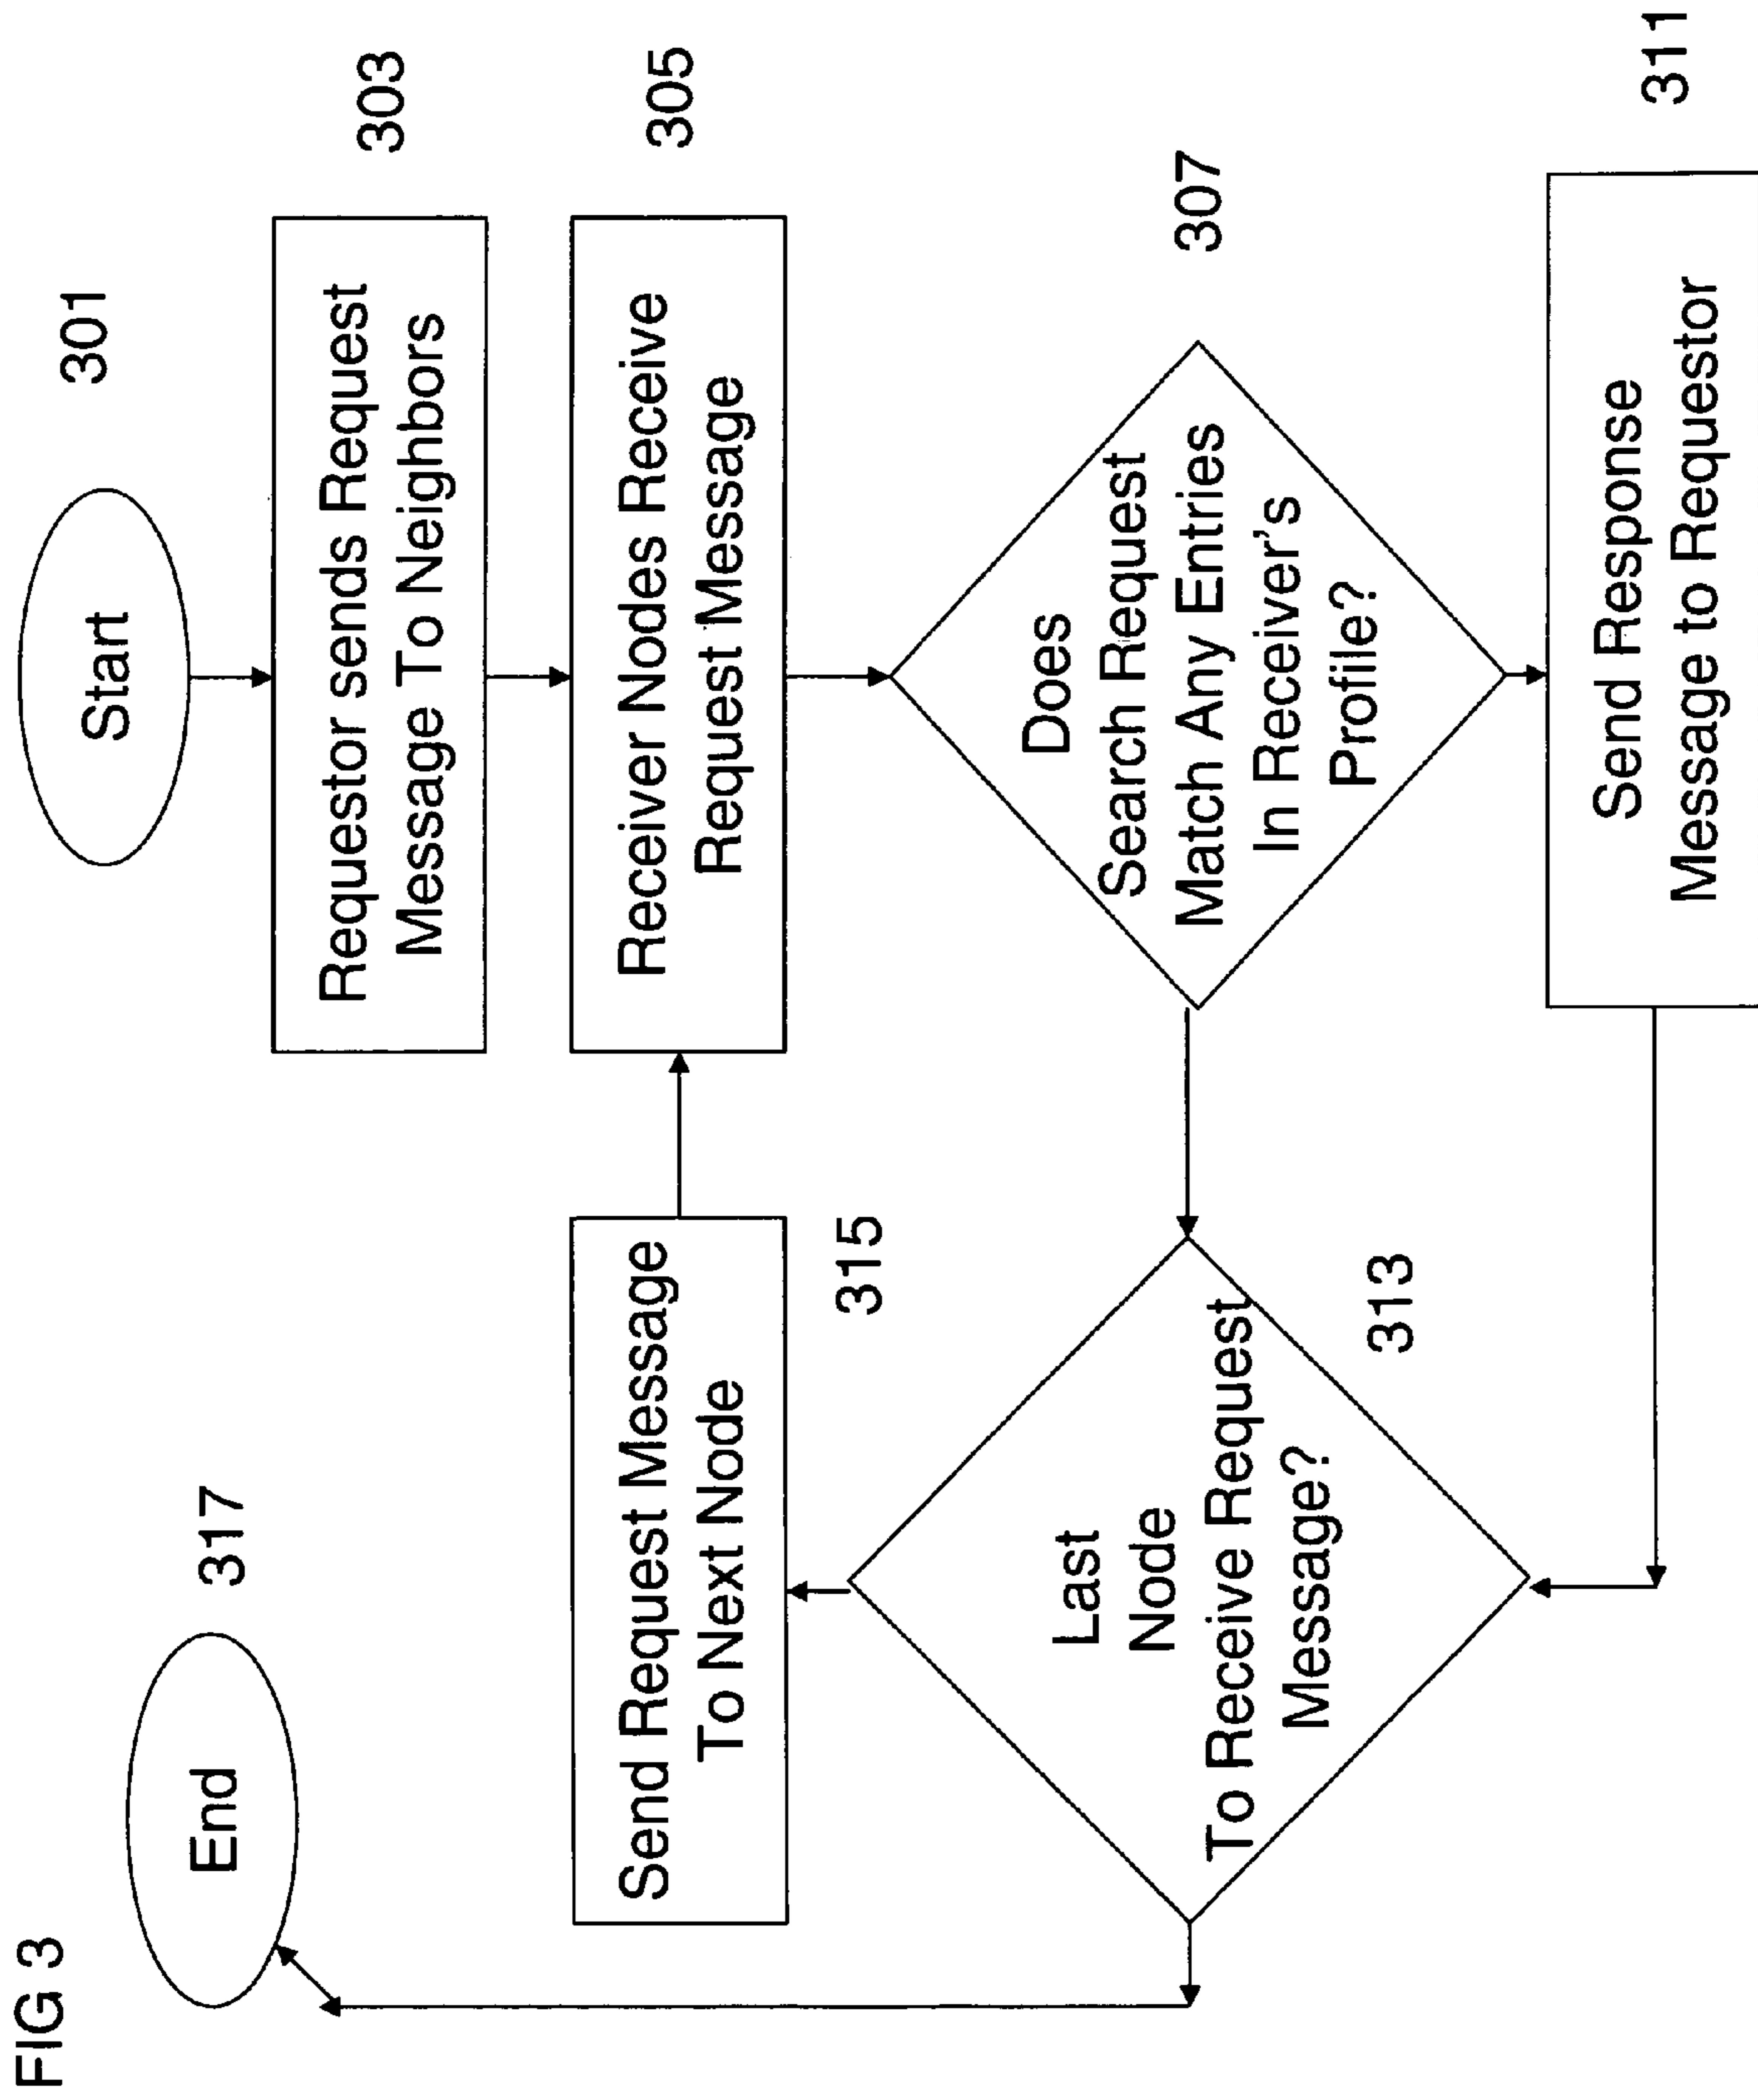 FIG 3
Start
301
Requestor sends Request
Message To Neighbors
303
Receiver Nodes Receive
Request Message
305
Does
Search Request
Match Any Entries
In Receiver's
Profile?
307
Send Response
Message to Requestor
311
Last
Node
To Receive Request
Message?
313
Send Request Message
To Next Node
315
End
317